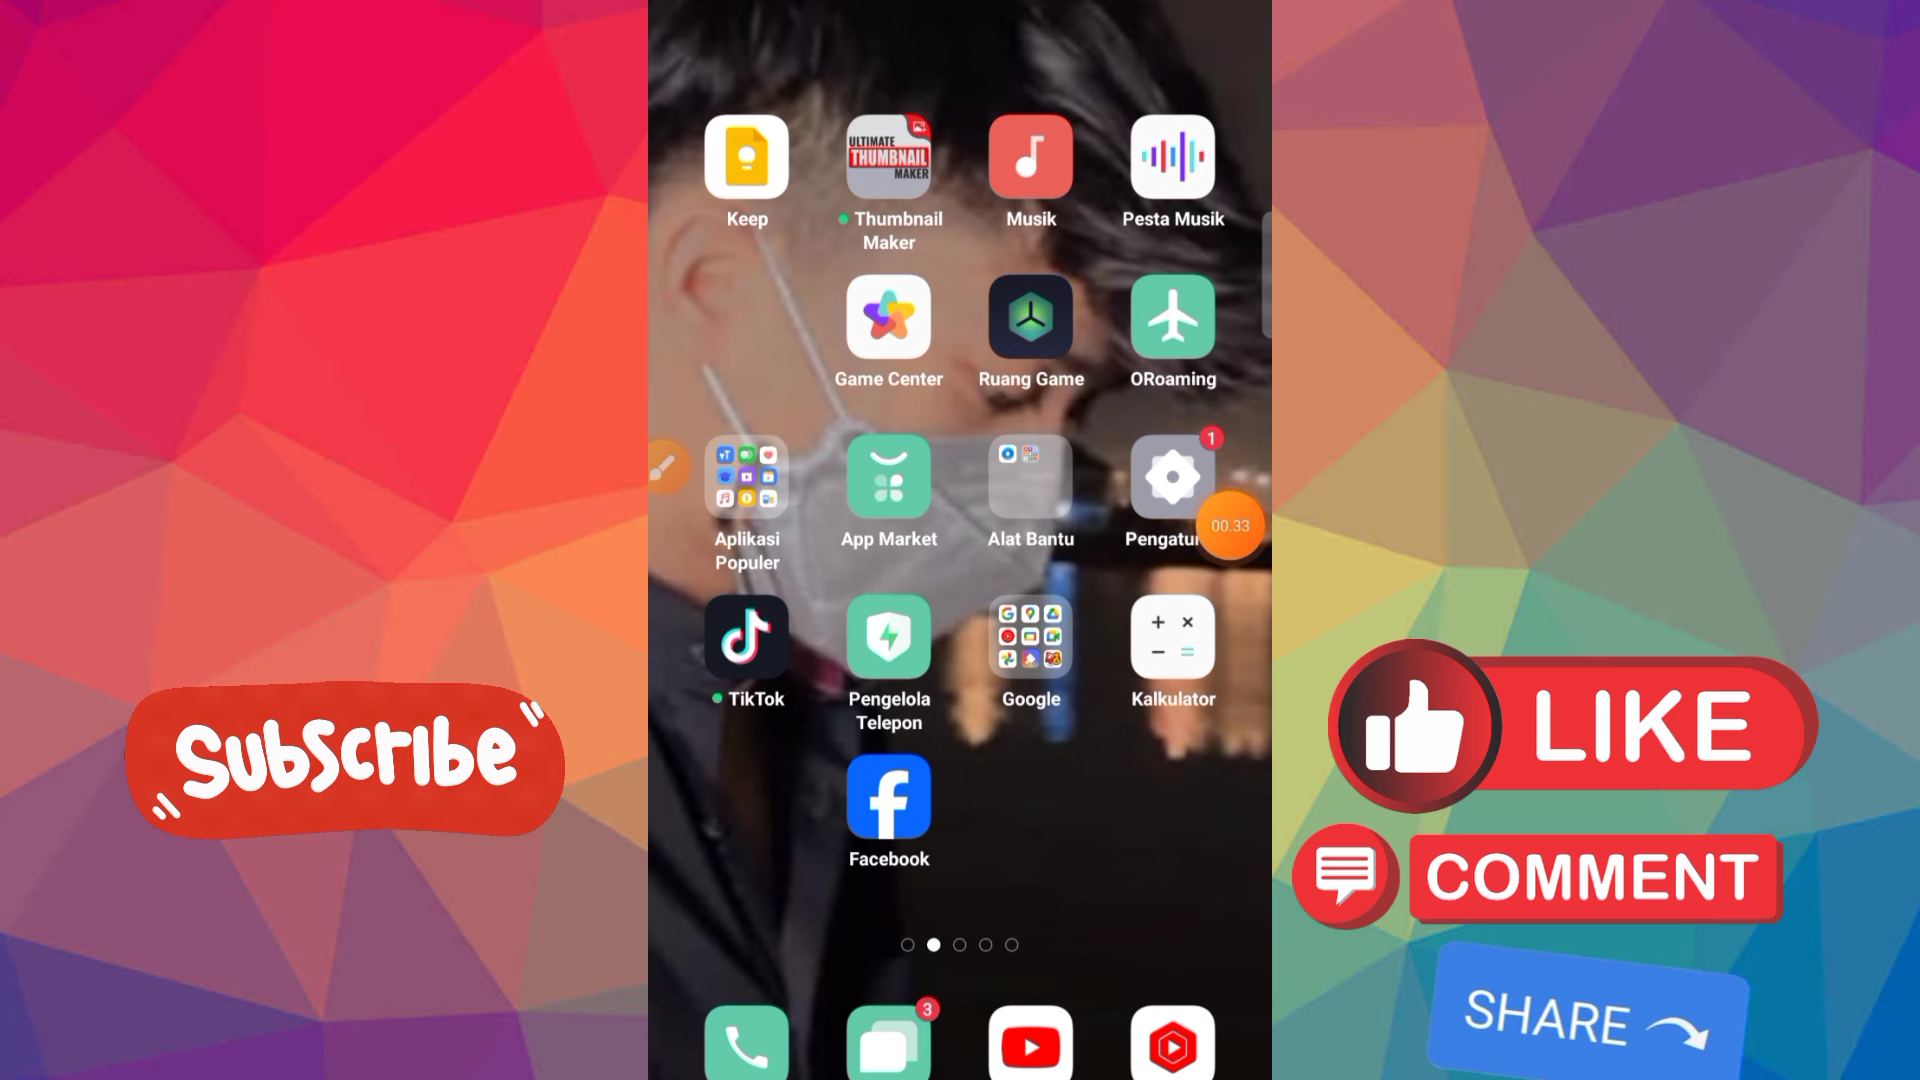 ULTIMATE
THUMBNAIL
MAKER
Keep
Thumbnail
Maker
Musik
Pesta Musik
Game Center
Ruang Game
ORoaming
1
00.33
Aplikasi
Populer
App Market
Alat Bantu
Pengatur
TikTok
Pengelola
Telepon
Google
Kalkulator
Facebook
3
Subscribe
LIKE
COMMENT
SHARE